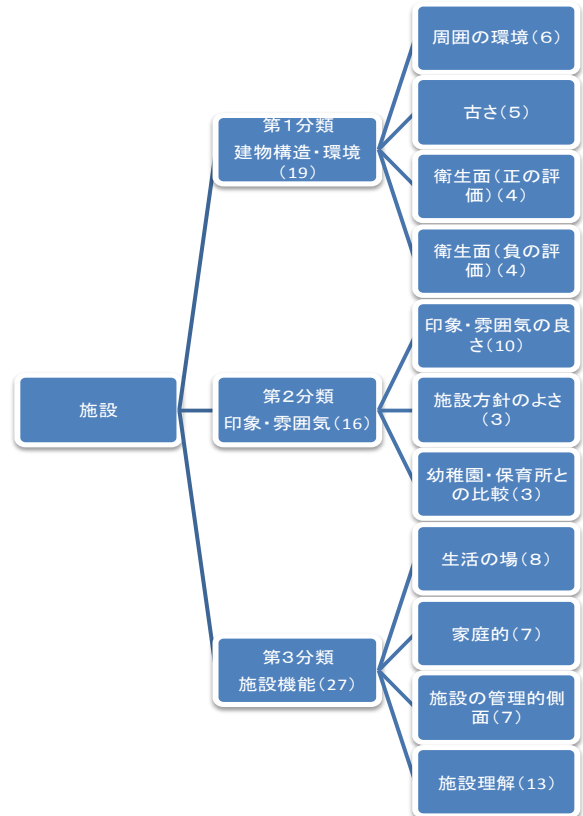 周囲の環境(6)
古さ(5)
第1分類
建物構造・環境
(19)
衛生面(正の評
価)(4)
衛生面(負の評
価)(4)
印象・雰囲気の良
さ(10)
施設
第2分類
印象・雰囲気(16)
施設方針のよさ
(3)
幼稚園・保育所と
の比較(3)
生活の場(8)
家庭的(7)
第3分類
施設機能(27)
施設の管理的側
面(7)
施設理解(13)